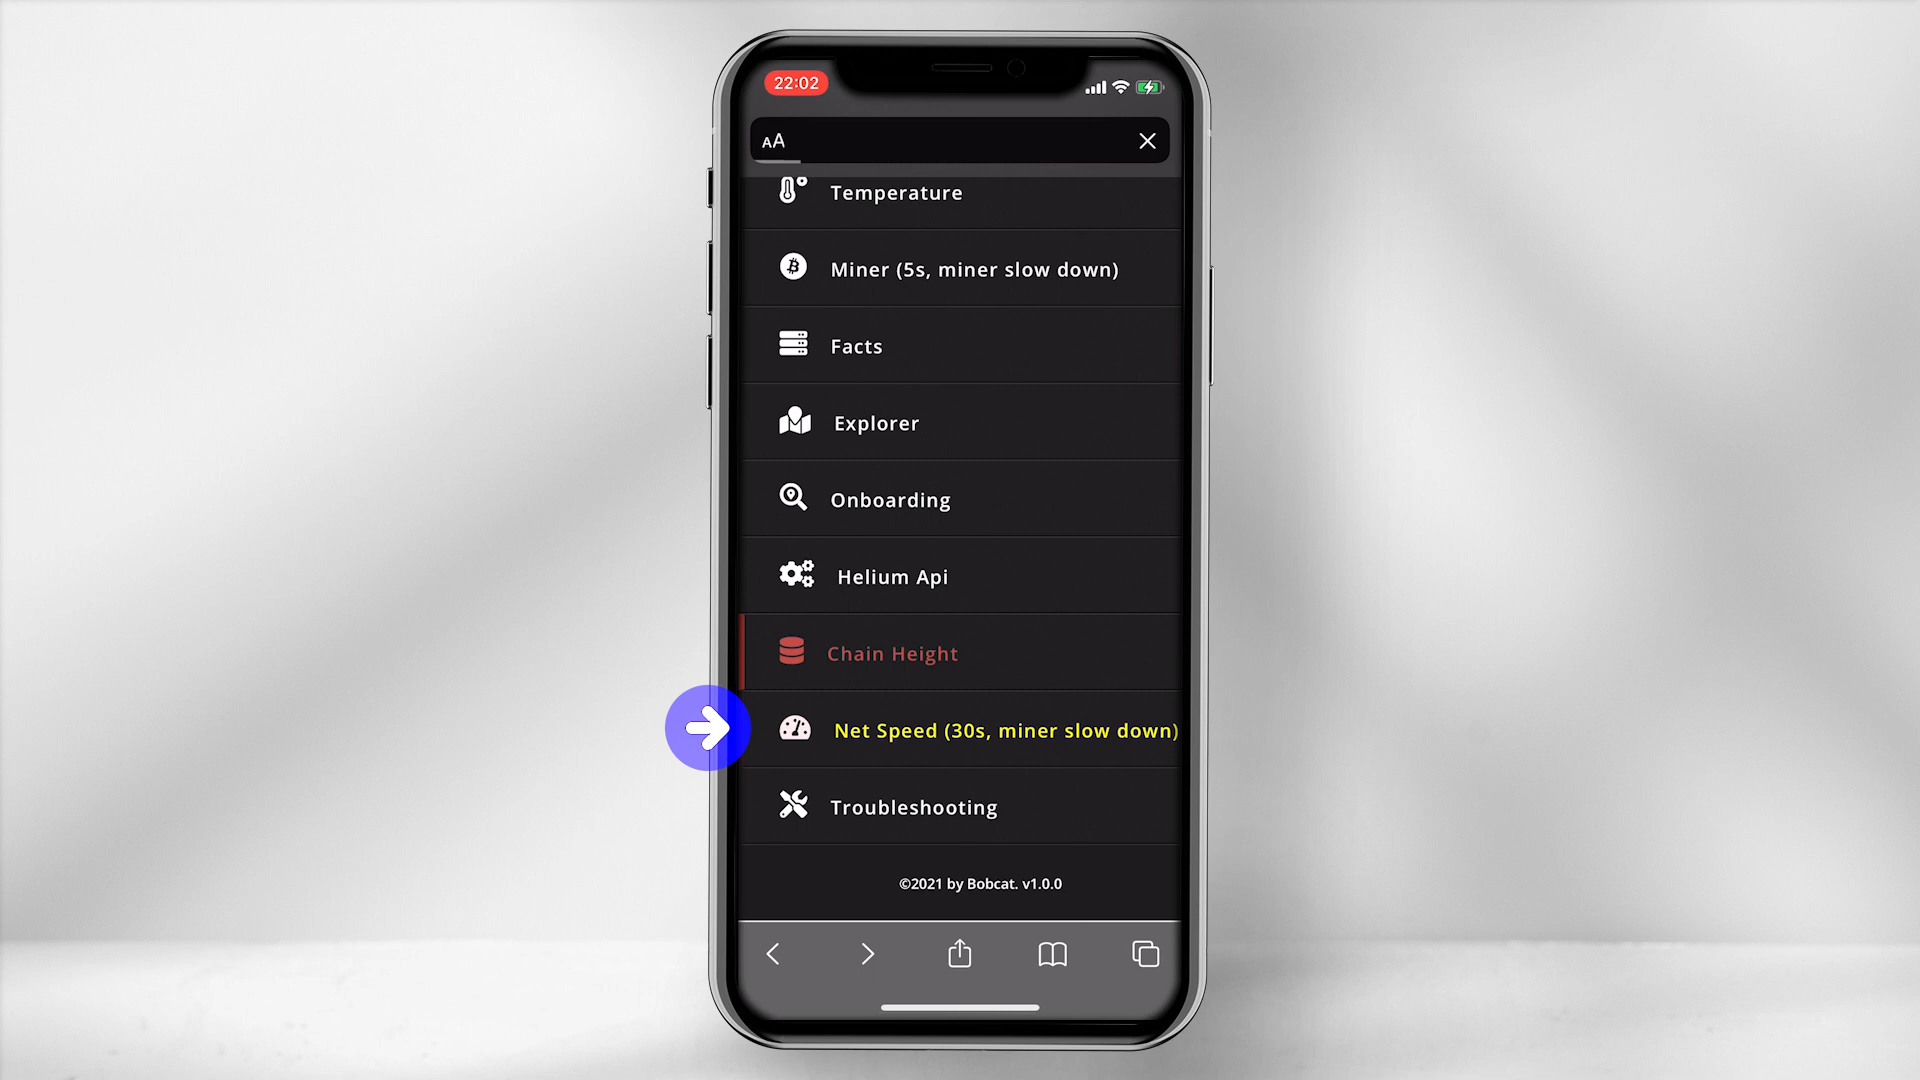 22:02
AA
Temperature
Miner (5s, miner slow down)
Facts
Explorer
Onboarding
Helium Api
Chain Height
Net Speed (30s, miner slow down)
Troubleshooting
©2021 by Bobcat. v1.0.0